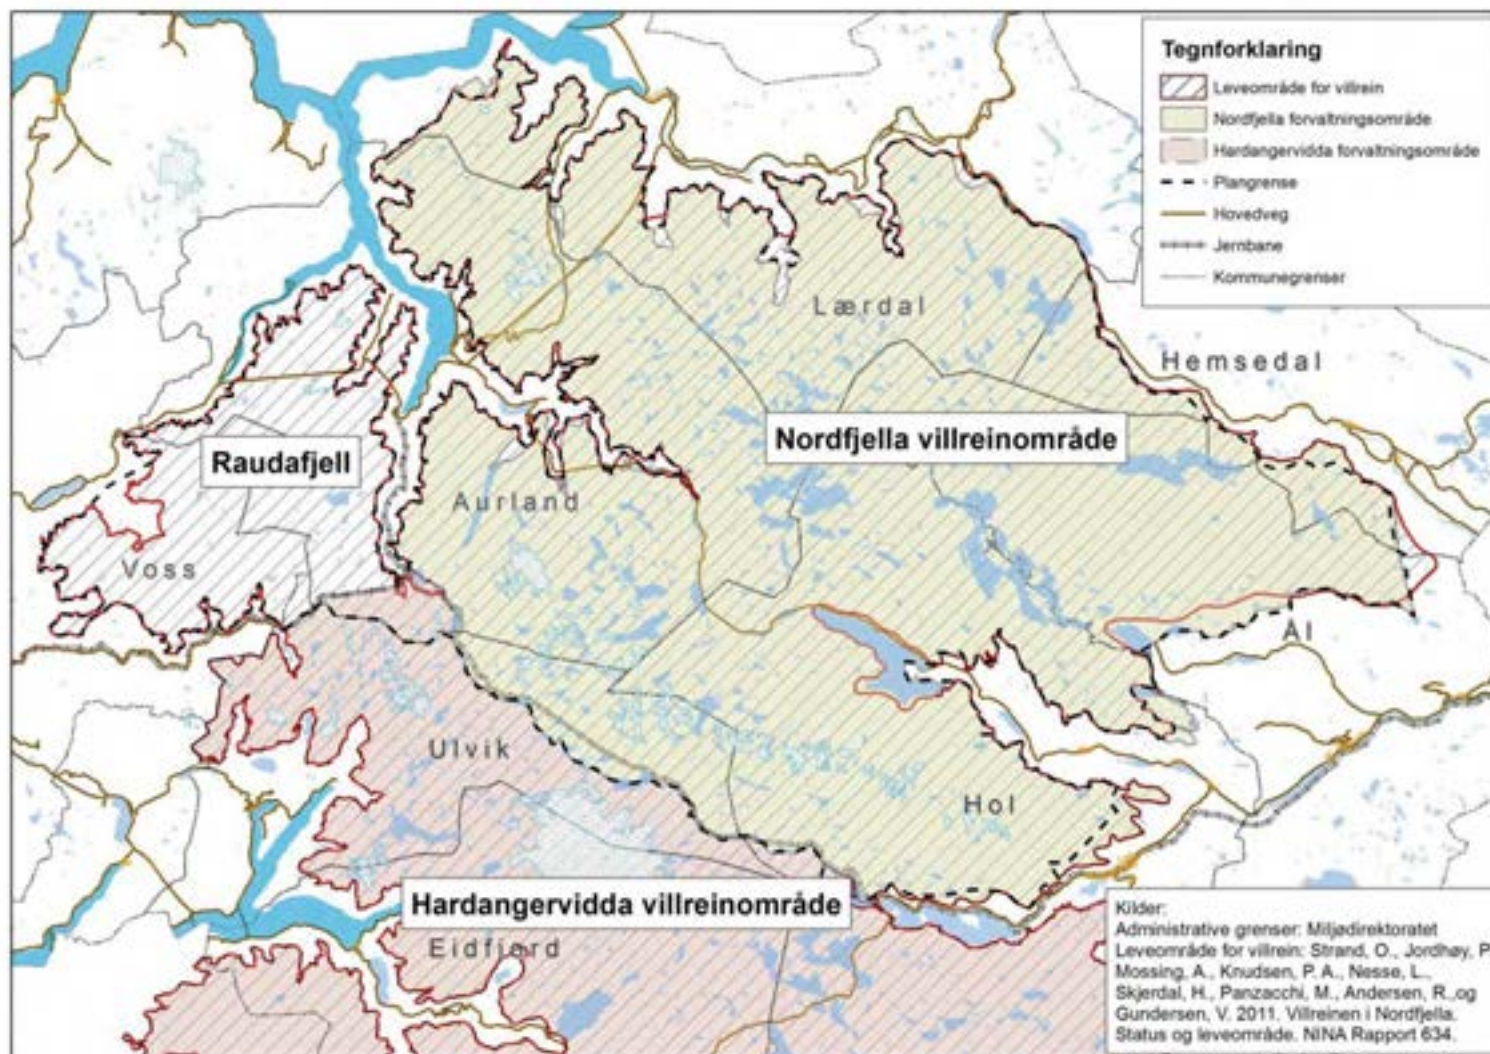 Tegnforklaring
Leveområde for villrein
Nordfjella forvaltningsområde
Hardangervidda forvaltningsområde
Plangrense
Hovedveg
Jernbane
Kommunegrenser
Lærdal
Hemsedal
Nordfjella villreinområde
Raudafjell
Aurland
Voss
Ål
Ulvik
Hol
Hardangervidda villreinområde
Eidfjord
Kilder:
Administrative grenser: Miljødirektoratet
Leveområde for villrein: Strand, O., Jordhøy, P
Mossing, A., Knudsen, P. A., Nesse, L.,
Skjerdal, H., Panzacchi, M., Andersen, R.,og
Gundersen, V. 2011. Villreinen i Nordfjella.
Status og leveområde. NINA Rapport 634.